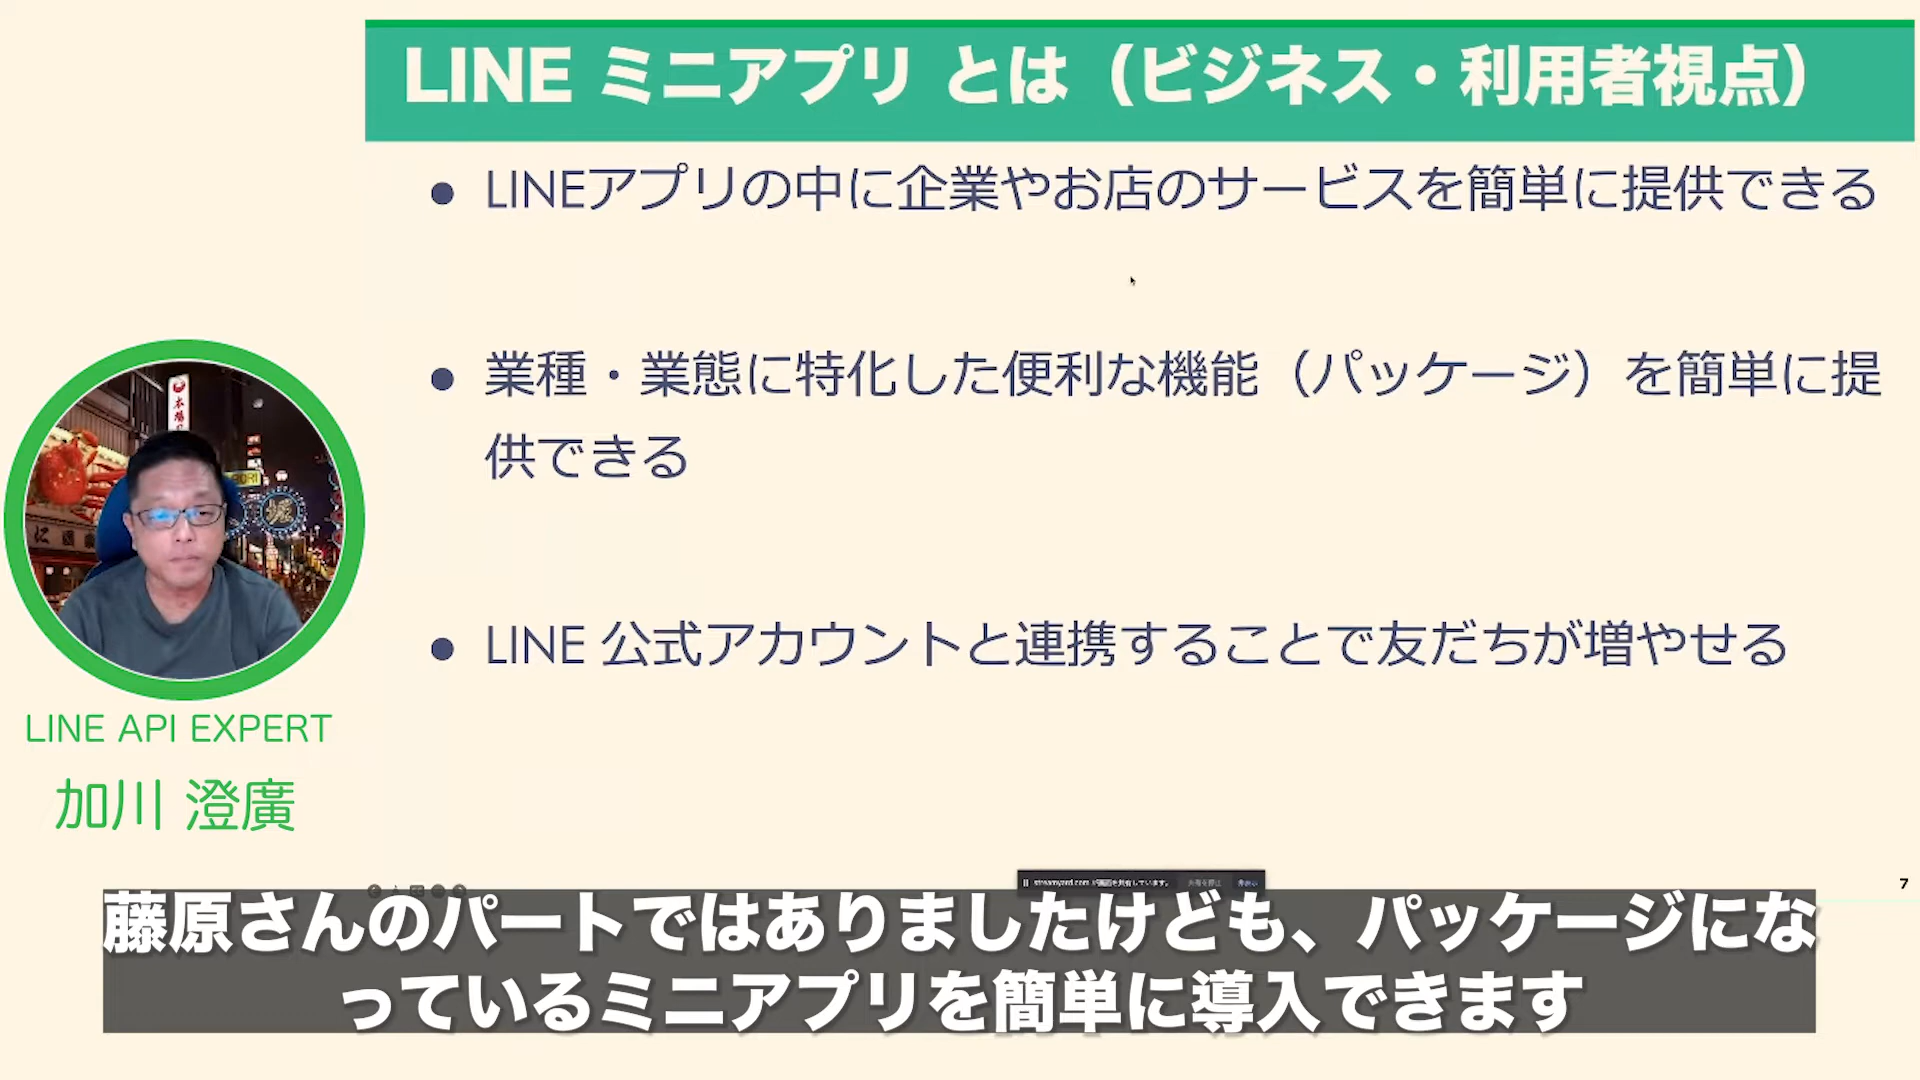 LINE ミニアプリ とは（ビジネス・利用者視点）
● LINEアプリの中に企業やお店のサービスを簡単に提供できる
● 業種・業態に特化した便利な機能（パッケージ）を簡単に提
供できる
● LINE 公式アカウントと連携することで友だちが増やせる
LINE API EXPERT
加川 澄廣
7
藤原さんのパートではありましたけども、パッケージにな
っているミニアプリを簡単に導入できます